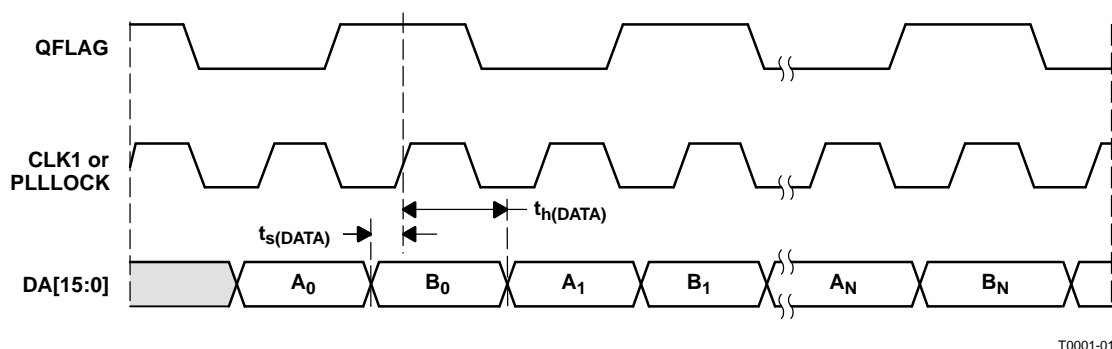 QFLAG
CLK1 or
PLLLOCK
th(DATA)
ts(DATA)
DA[15:0]
A0
B0
A1
B1
AN
BN
T0001-01